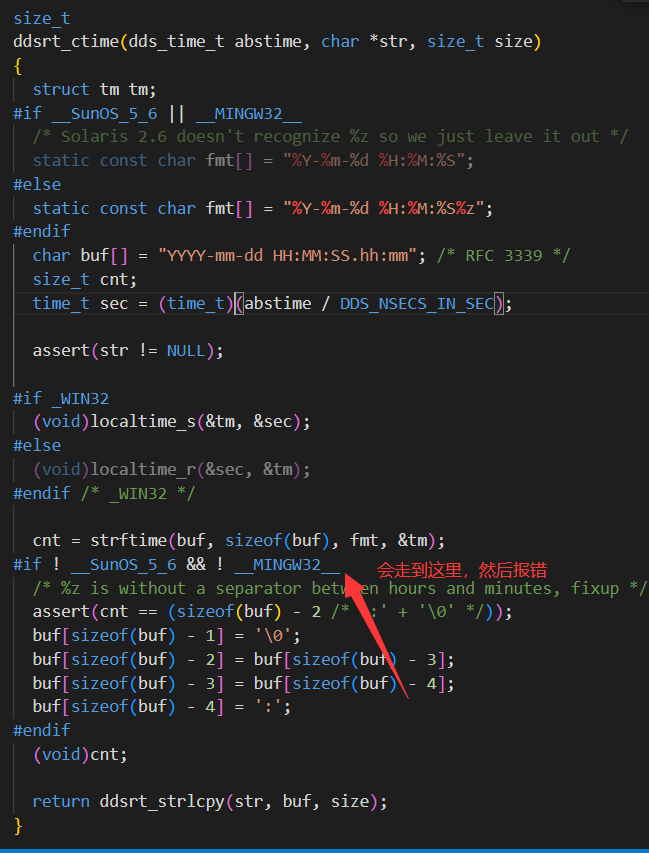 size_t
ddsrt_ctime(dds_time_t abstime, char *str, size_t size)
{
  struct tm tm;
#if __SunOS_5_6 || __MINGW32__
  /* Solaris 2.6 doesn't recognize %z so we just leave it out */
  static const char fmt[] = "%Y-%m-%d %H:%M:%S";
#else
  static const char fmt[] = "%Y-%m-%d %H:%M:%S%z";
#endif
  char buf[] = "YYYY-mm-dd HH:MM:SS.hh:mm"; /* RFC 3339 */
  size_t cnt;
  time_t sec = (time_t)(abstime / DDS_NSECS_IN_SEC);
  assert(str != NULL);
#if _WIN32
  (void)localtime_s(&tm, &sec);
#else
  (void)localtime_r(&sec, &tm);
#endif /* _WIN32 */
  cnt = strftime(buf, sizeof(buf), fmt, &tm);
#if ! __SunOS_5_6 && ! __MINGW32__ 会走到这里，然后报错
  /* %z is without a separator between hours and minutes, fixup */
  assert(cnt == (sizeof(buf) - 2 /* ':' + '\0' */));
  buf[sizeof(buf) - 1] = '\0';
  buf[sizeof(buf) - 2] = buf[sizeof(buf) - 3];
  buf[sizeof(buf) - 3] = buf[sizeof(buf) - 4];
  buf[sizeof(buf) - 4] = ':';
#endif
  (void)cnt;
  return ddsrt_strlcpy(str, buf, size);
}